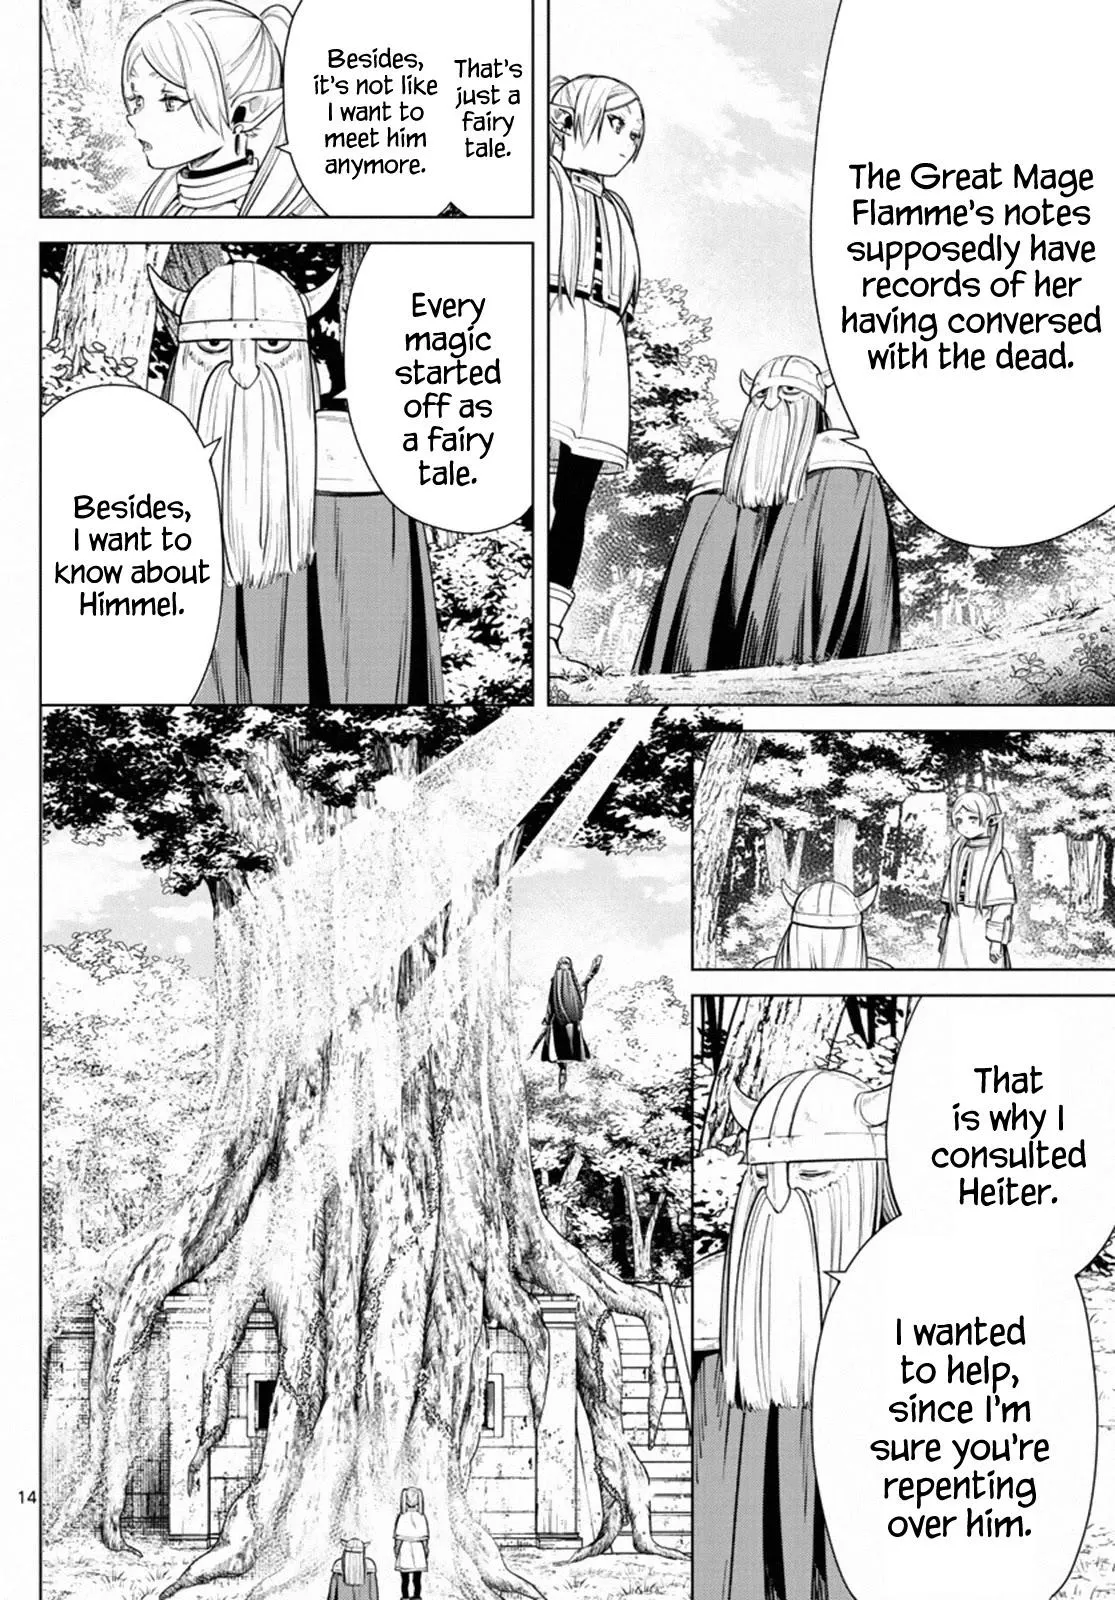 The Great Mage
Flamme's notes
supposedly have
records of her
having conversed
with the dead.
That's
just a
fairy
tale.
Besides,
it's not like
I want to
meet him
anymore.
Every
magic
started
off as
a fairy
tale.
Besides,
I want to
know about
Himmel.
That
is why I
consulted
Heiter.
I wanted
to help,
since I'm
sure you're
repenting
over him.
14